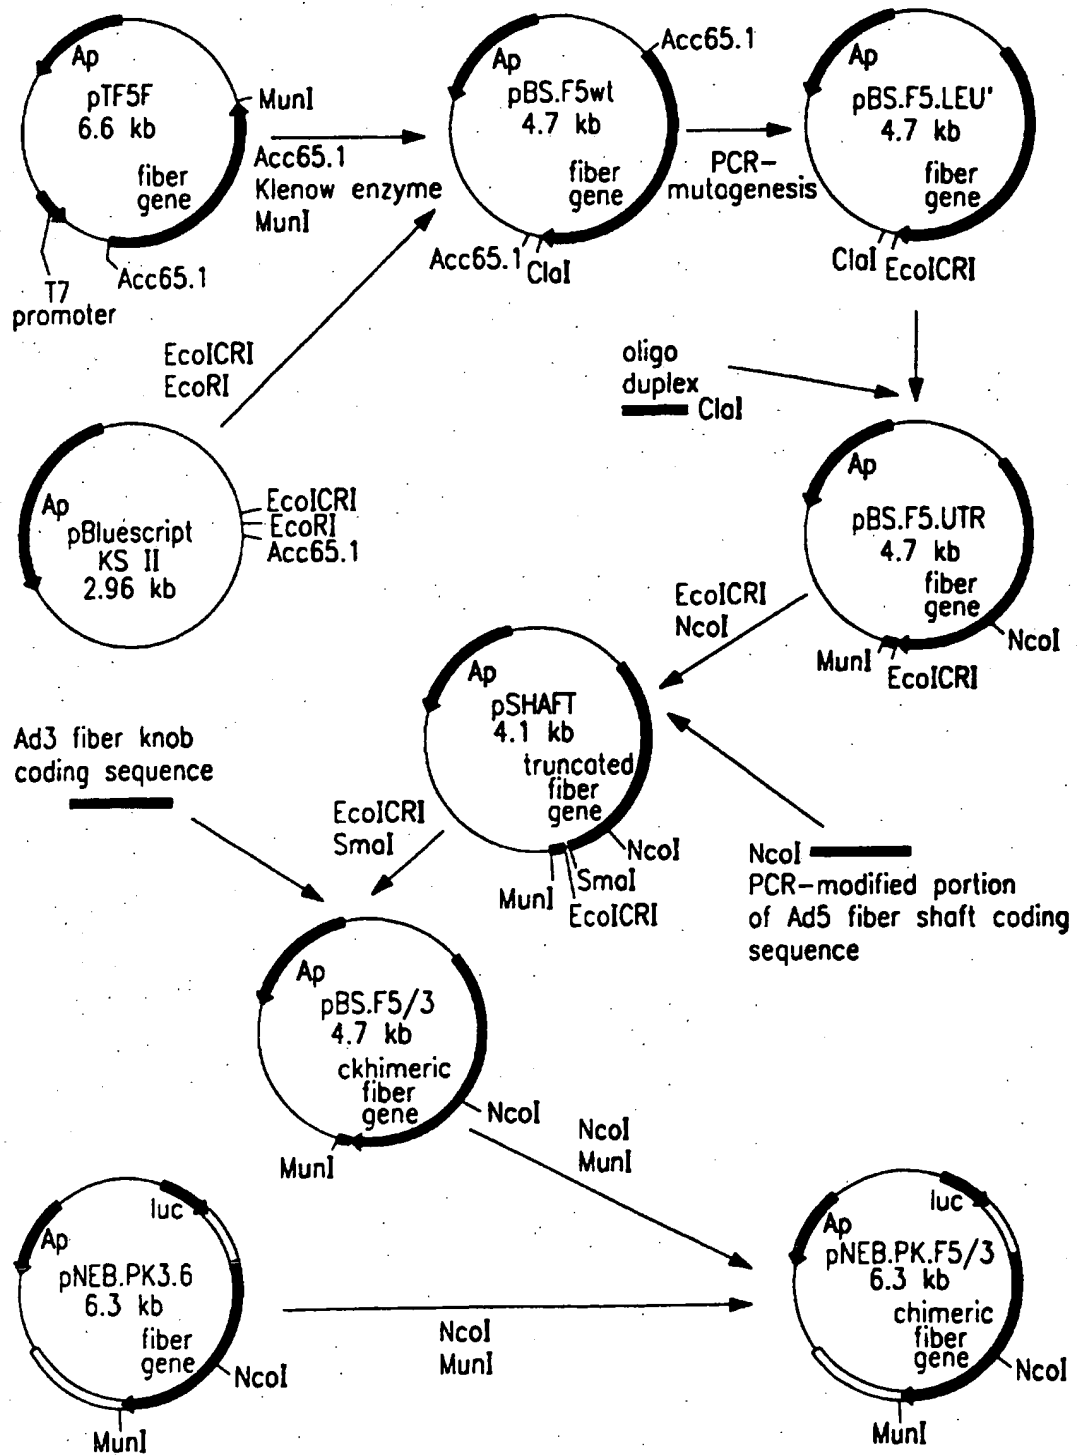 Ap
pTF5F
6.6 kb
MunI
fiber
gene
Acc65.1
T7
promoter
Acc65.1
Klenow enzyme
MunI
Ap
pBS.F5wt
4.7 kb
Acc65.1
fiber
gene
Acc65.1
ClaI
PCR-
mutagenesis
Ap
pBS.F5.LEU'
4.7 kb
fiber
gene
ClaI
EcoICRI
EcoICRI
EcoRI
oligo
duplex
ClaI
Ap
pBluescript
KS II
2.96 kb
EcoICRI
EcoRI
Acc65.1
Ap
pBS.F5.UTR
4.7 kb
fiber
gene
NcoI
MunI
EcoICRI
EcoICRI
NcoI
Ap
pSHAFT
4.1 kb
truncated
fiber
gene
NcoI
SmaI
MunI
EcoICRI
Ad3 fiber knob
coding sequence
EcoICRI
SmaI
NcoI
PCR-modified portion
of Ad5 fiber shaft coding
sequence
Ap
pBS.F5/3
4.7 kb
ckhimeric
fiber
gene
NcoI
MunI
NcoI
MunI
luc
Ap
pNEB.PK3.6
6.3 kb
fiber
gene
NcoI
MunI
NcoI
MunI
luc
Ap
pNEB.PK.F5/3
6.3 kb
chimeric
fiber
gene
NcoI
MunI